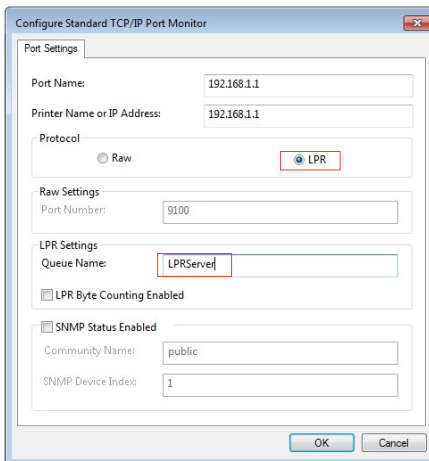 Configure Standard TCP/IP Port Monitor
Port Settings
Port Name: 192.168.1.1
Printer Name or IP Address: 192.168.1.1
Protocol
Raw LPR
Raw Settings
Port Number: 9100
LPR Settings
Queue Name: LPRServer
LPR Byte Counting Enabled
SNMP Status Enabled
Community Name: public
SNMP Device Index: 1
OK Cancel